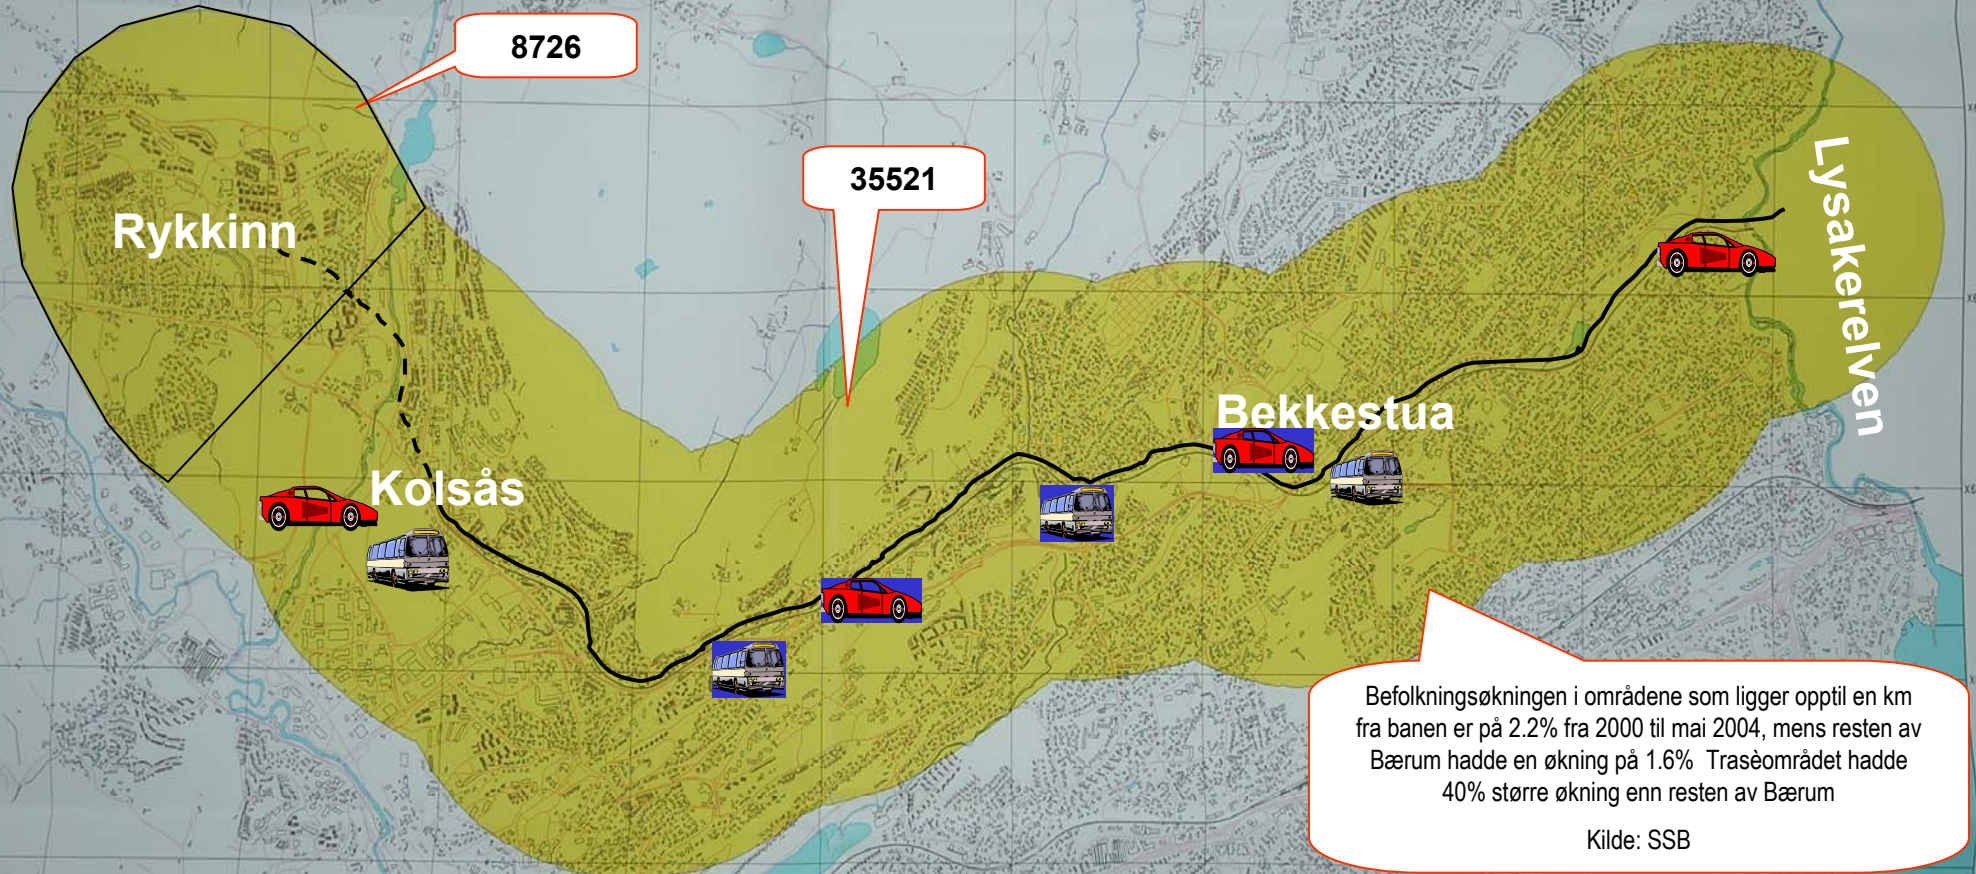 8726
35521
Rykkinn
Lysakerelven
Bekkestua
Kolsås
Befolkningsøkningen i områdene som ligger opptil en km
fra banen er på 2.2% fra 2000 til mai 2004, mens resten av
Bærum hadde en økning på 1.6%  Trasèområdet hadde
40% større økning enn resten av Bærum
Kilde: SSB